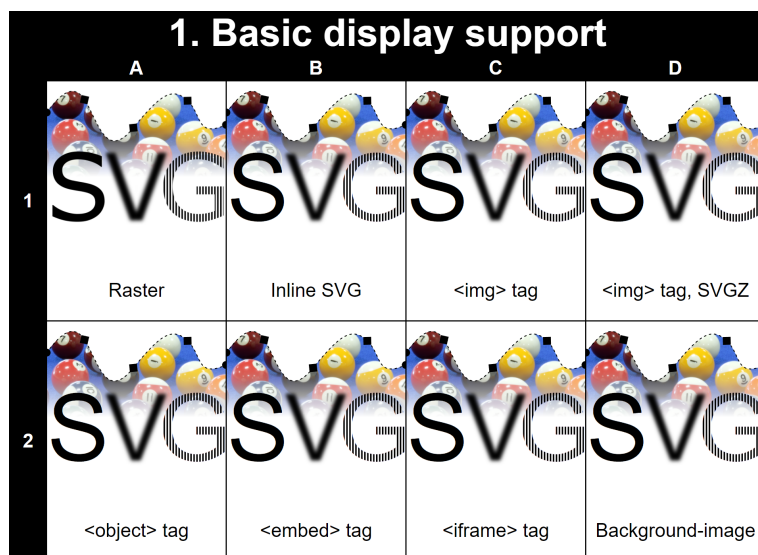 1. Basic display support
A B C D
1
SVG SVG SVG SVG
Raster Inline SVG <img> tag <img> tag, SVGZ
2
SVG SVG SVG SVG
<object> tag <embed> tag <iframe> tag Background-image